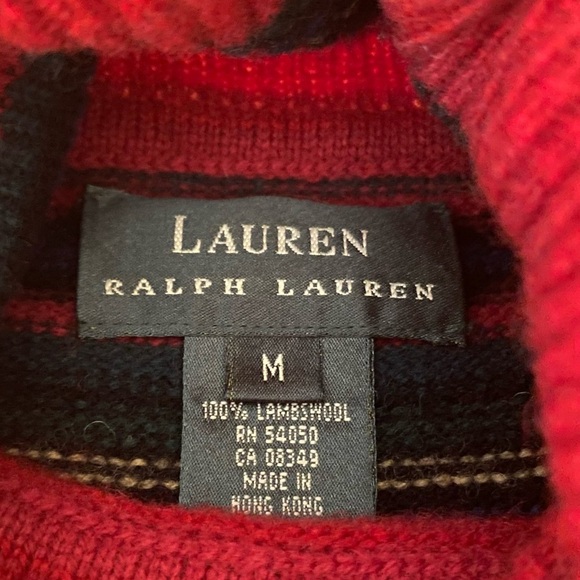 LAUREN
RALPH LAUREN
M
100% LAMBSWOOL
RN 54050
CA 08349
MADE IN
HONG KONG